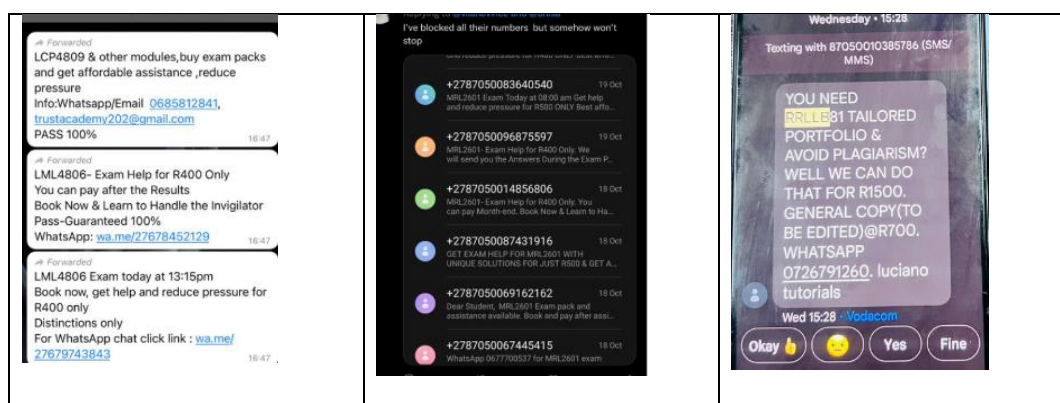 Forwarded
LCP4809 & other modules,buy exam packs
and get affordable assistance ,reduce
pressure
Info:Whatsapp/Email 0685812841,
trustacademy202@gmail.com
PASS 100%
16:47
Forwarded
LML4806- Exam Help for R400 Only
You can pay after the Results
Book Now & Learn to Handle the Invigilator
Pass-Guaranteed 100%
WhatsApp: wa.me/27678452129
16:47
Forwarded
LML4806 Exam today at 13:15pm
Book now, get help and reduce pressure for
R400 only
Distinctions only
For WhatsApp chat click link : wa.me/
27679743843
16:47
I've blocked all their numbers but somehow won't
stop
+2787050083640540 19 Oct
MRL2601 Exam Today at 08:00 am Get help
and reduce pressure for R500 ONLY Best affo...
+2787050096875597 19 Oct
MRL2601- Exam Help for R400 Only. We
will send you the Answers During the Exam P...
+2787050014856806 18 Oct
MRL2601- Exam Help for R400 Only. You
can pay Month-end. Book Now & Learn to Ha...
+2787050087431916 18 Oct
GET EXAM HELP FOR MRL2601 WITH
UNIQUE SOLUTIONS FOR JUST R500 & GET A...
+2787050069162162 18 Oct
Dear Student, MRL2601 Exam pack and
assistance available. Book and pay after assi...
+2787050067445415 18 Oct
WhatsApp 0677700537 for MRL2601 exam
Wednesday • 15:28
Texting with 87050010385786 (SMS/
MMS)
YOU NEED
RRLLB81 TAILORED
PORTFOLIO &
AVOID PLAGIARISM?
WELL WE CAN DO
THAT FOR R1500.
GENERAL COPY(TO
BE EDITED)@R700.
WHATSAPP
0726791260. luciano
tutorials
Wed 15:28 · Vodacom
Okay Yes Fine